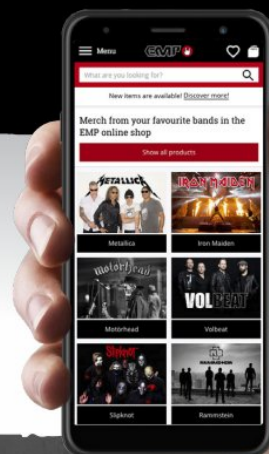 Menu
EMP
What are you looking for?
New items are available! Discover more!
Merch from your favourite bands in the
EMP online shop
Show all products
METALLICA
IRON MAIDEN
Metallica
Iron Maiden
Motörhead
VOLBEAT
Motörhead
Volbeat
Slipknot
RAMMSTEIN
Slipknot
Rammstein